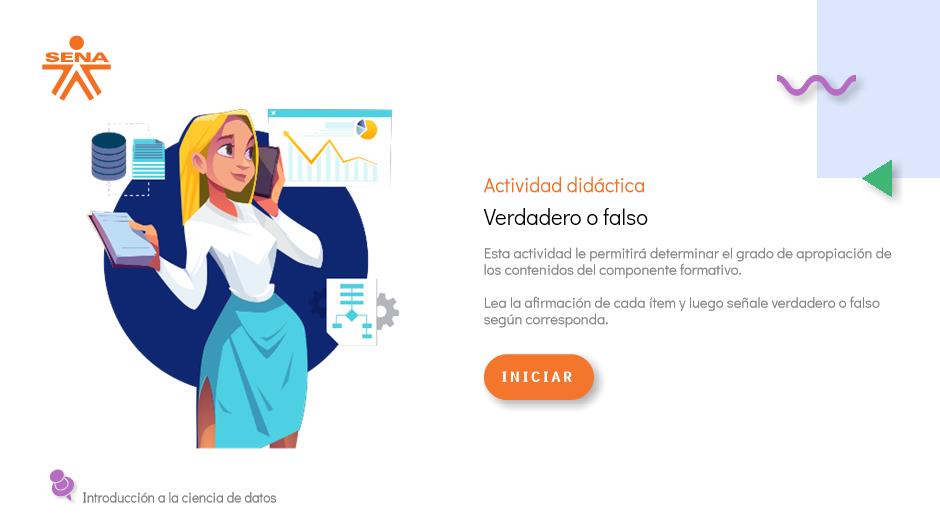 SENA
Actividad didáctica
Verdadero o falso
Esta actividad le permitirá determinar el grado de apropiación de
los contenidos del componente formativo.
Lea la afirmación de cada ítem y luego señale verdadero o falso
según corresponda.
INICIAR
Introducción a la ciencia de datos